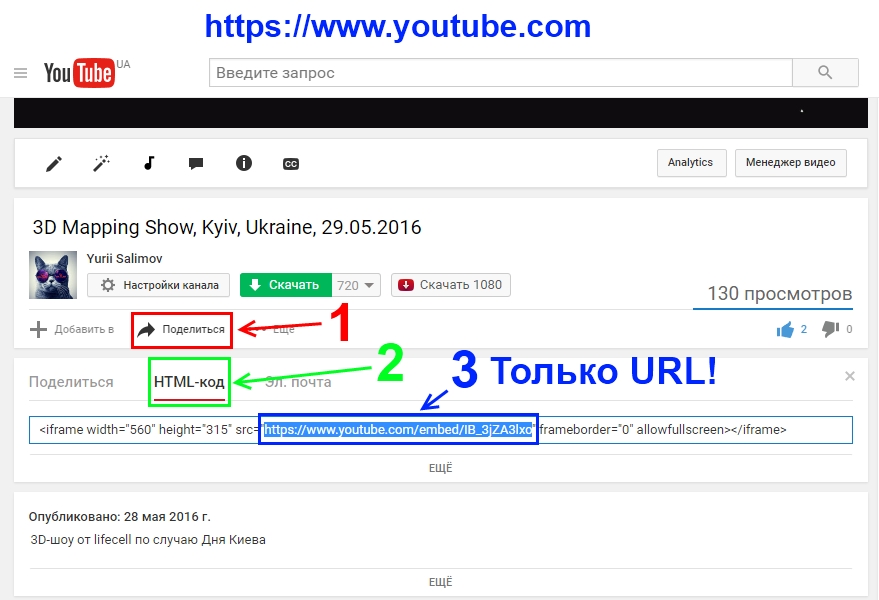 https://www.youtube.com
YouTube UA
Введите запрос
CC
Analytics
Менеджер видео
3D Mapping Show, Kyiv, Ukraine, 29.05.2016
Yurii Salimov
Настройки канала
Скачать
720
Скачать 1080
130 просмотров
Добавить в
Поделиться
Ещё
1
2
0
Поделиться
HTML-код
Эл. почта
2
3 Только URL!
<iframe width="560" height="315" src="https://www.youtube.com/embed/IB_3jZA3lxo" frameborder="0" allowfullscreen></iframe>
ЕЩЁ
Опубликовано: 28 мая 2016 г.
3D-шоу от lifecell по случаю Дня Киева
ЕЩЁ